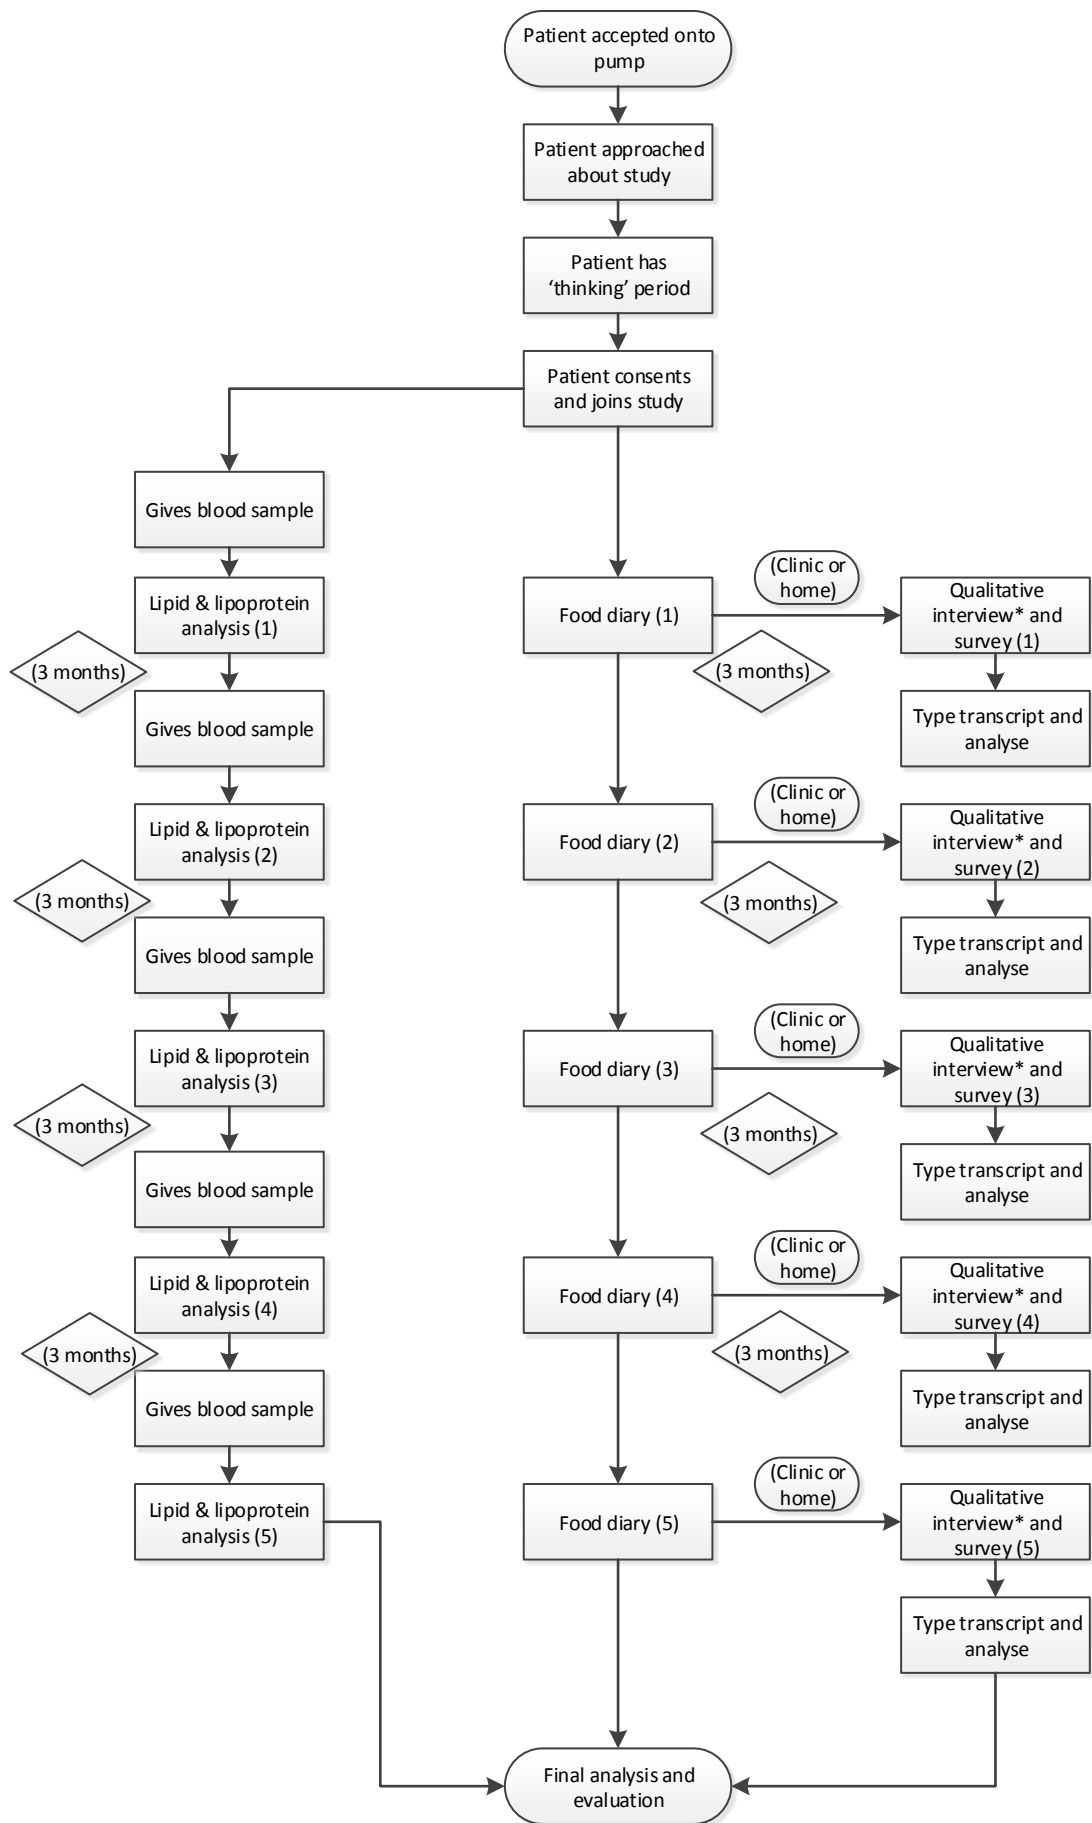 Patient accepted onto
pump
Patient approached
about study
Patient has
‘thinking’ period
Patient consents
and joins study
Gives blood sample
Lipid & lipoprotein
analysis (1)
(3 months)
Gives blood sample
Lipid & lipoprotein
analysis (2)
(3 months)
Gives blood sample
Lipid & lipoprotein
analysis (3)
(3 months)
Gives blood sample
Lipid & lipoprotein
analysis (4)
(3 months)
Gives blood sample
Lipid & lipoprotein
analysis (5)
Food diary (1)
(Clinic or
home)
Qualitative
interview* and
survey (1)
(3 months)
Type transcript and
analyse
Food diary (2)
(Clinic or
home)
Qualitative
interview* and
survey (2)
(3 months)
Type transcript and
analyse
Food diary (3)
(Clinic or
home)
Qualitative
interview* and
survey (3)
(3 months)
Type transcript and
analyse
Food diary (4)
(Clinic or
home)
Qualitative
interview* and
survey (4)
(3 months)
Type transcript and
analyse
Food diary (5)
(Clinic or
home)
Qualitative
interview* and
survey (5)
Type transcript and
analyse
Final analysis and
evaluation